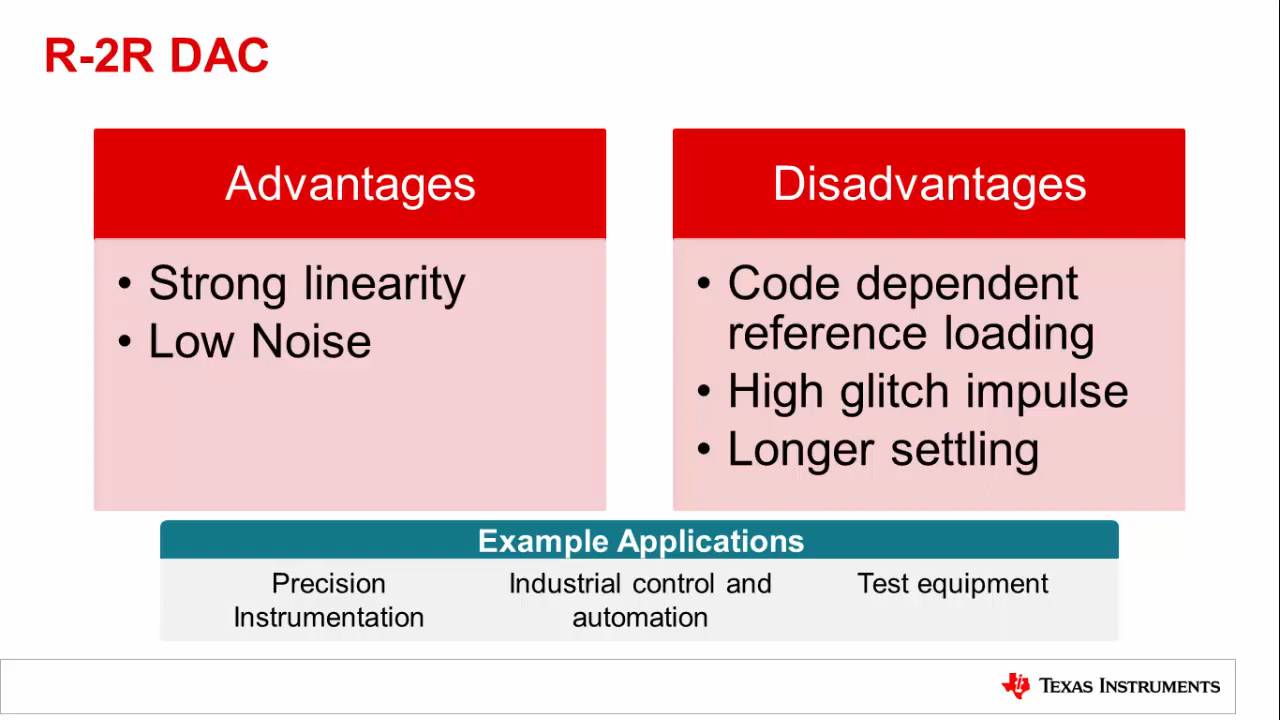 R-2R DAC
Advantages
• Strong linearity
• Low Noise
Disadvantages
• Code dependent
reference loading
• High glitch impulse
• Longer settling
Example Applications
Precision
Instrumentation
Industrial control and
automation
Test equipment
TEXAS INSTRUMENTS